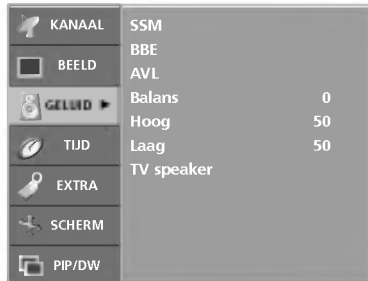 KANAAL
BEELD
GELUID ►
TIJD
EXTRA
SCHERM
PIP/DW
SSM
BBE
AVL
Balans 0
Hoog 50
Laag 50
TV speaker